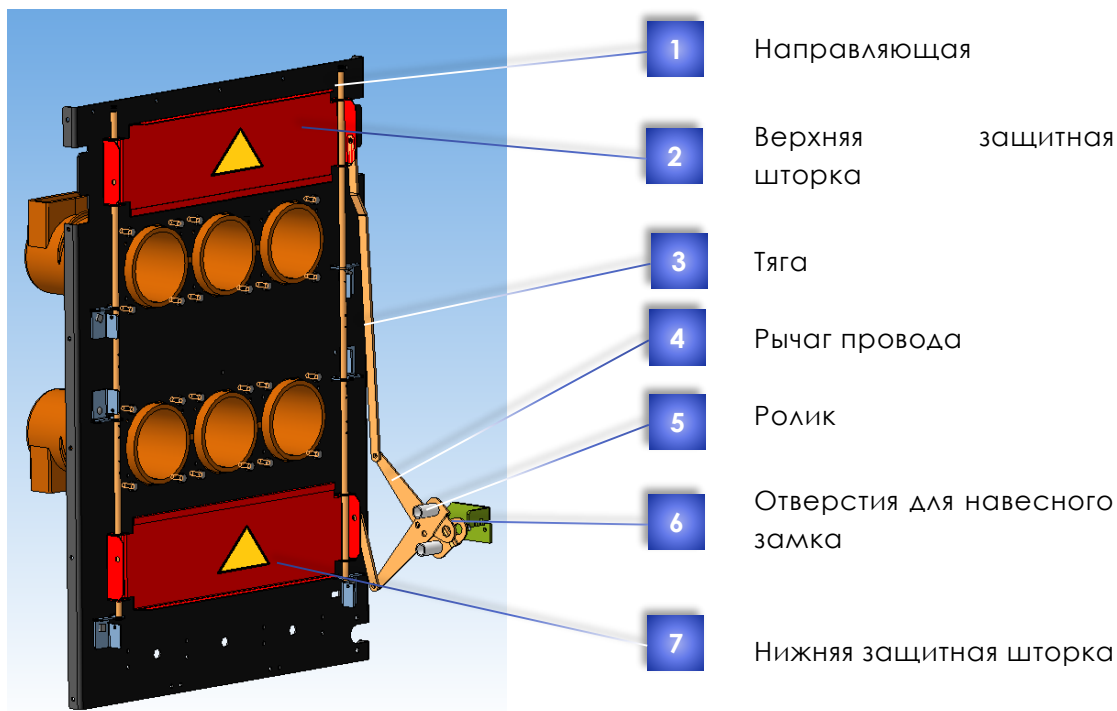 1 Направляющая
2 Верхняя защитная
шторка
3 Тяга
4 Рычаг провода
5 Ролик
6 Отверстия для навесного
замка
7 Нижняя защитная шторка